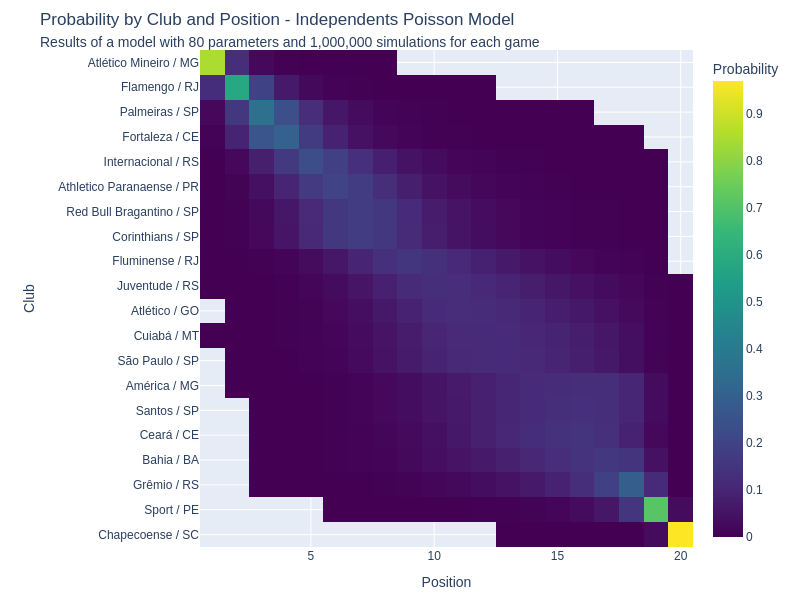 Probability by Club and Position - Independents Poisson Model
Results of a model with 80 parameters and 1,000,000 simulations for each game
Probability
Atlético Mineiro / MG
Flamengo / RJ
Palmeiras / SP
Fortaleza / CE
Internacional / RS
Athletico Paranaense / PR
Red Bull Bragantino / SP
Corinthians / SP
Fluminense / RJ
Juventude / RS
Atlético / GO
Cuiabá / MT
São Paulo / SP
América / MG
Santos / SP
Ceará / CE
Bahia / BA
Grêmio / RS
Sport / PE
Chapecoense / SC
Club
5
10
15
20
Position
0.9
0.8
0.7
0.6
0.5
0.4
0.3
0.2
0.1
0